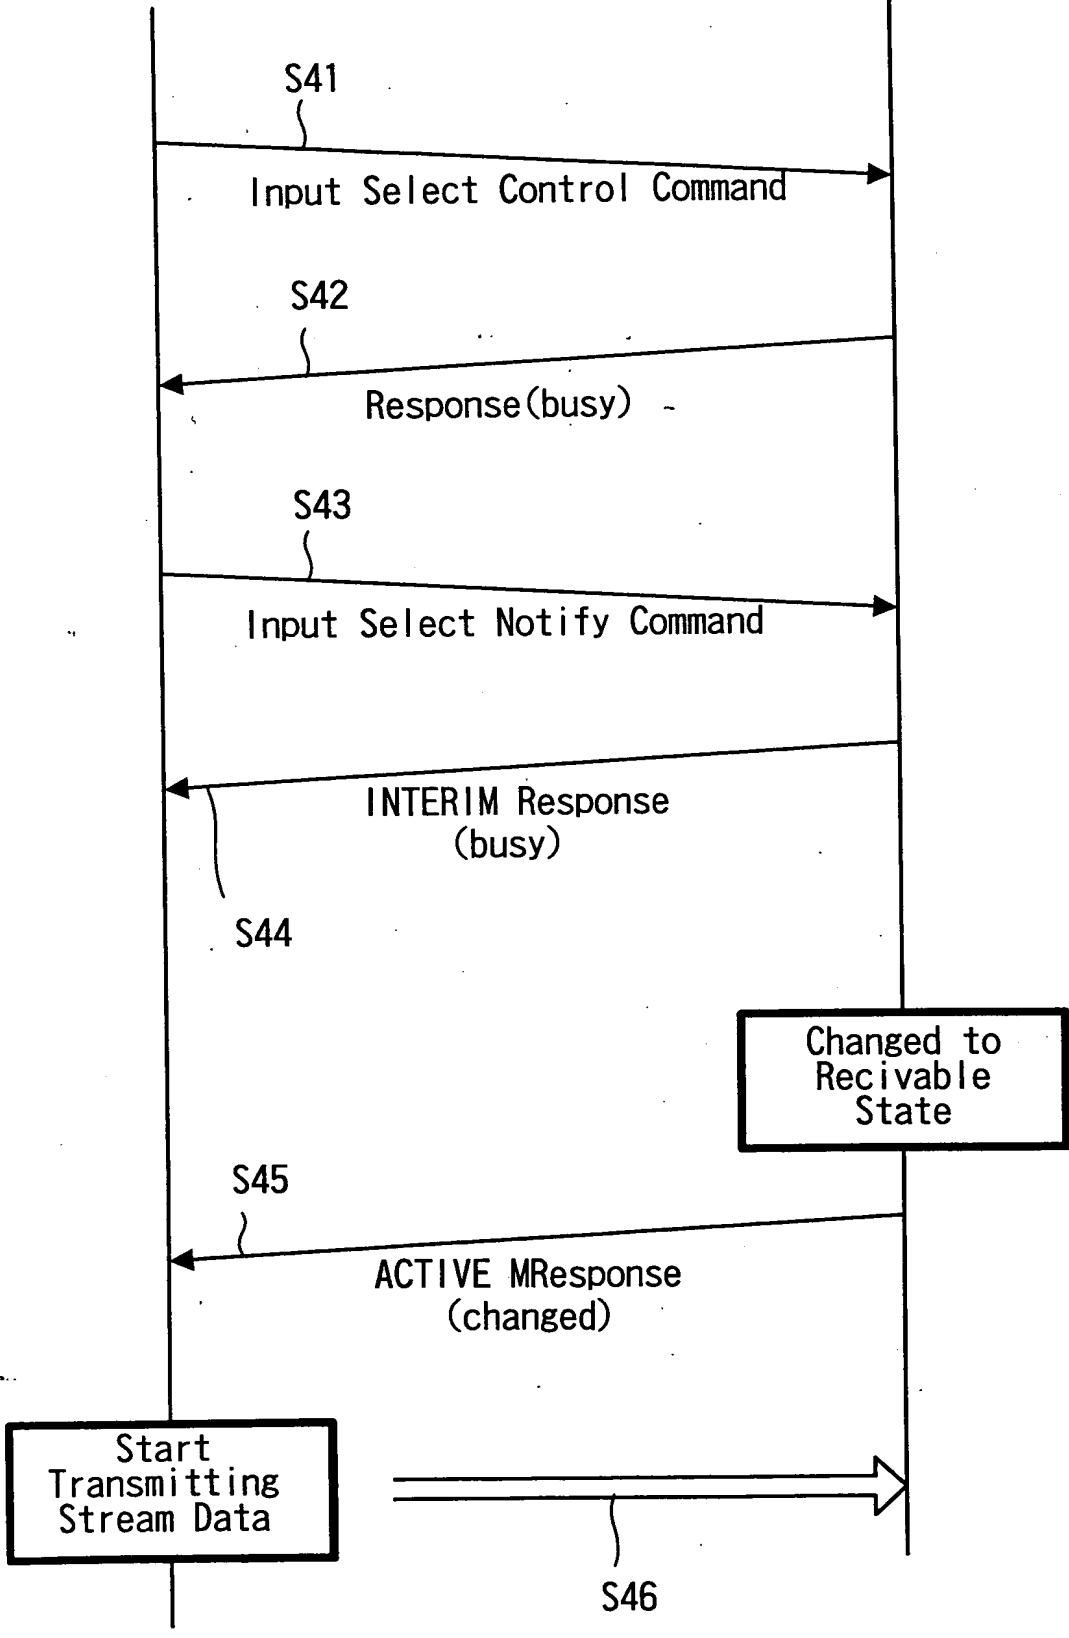 S41
Input Select Control Command
S42
Response(busy)
S43
Input Select Notify Command
INTERIM Response
(busy)
S44
Changed to
Recivable
State
S45
ACTIVE MResponse
(changed)
Start
Transmitting
Stream Data
S46